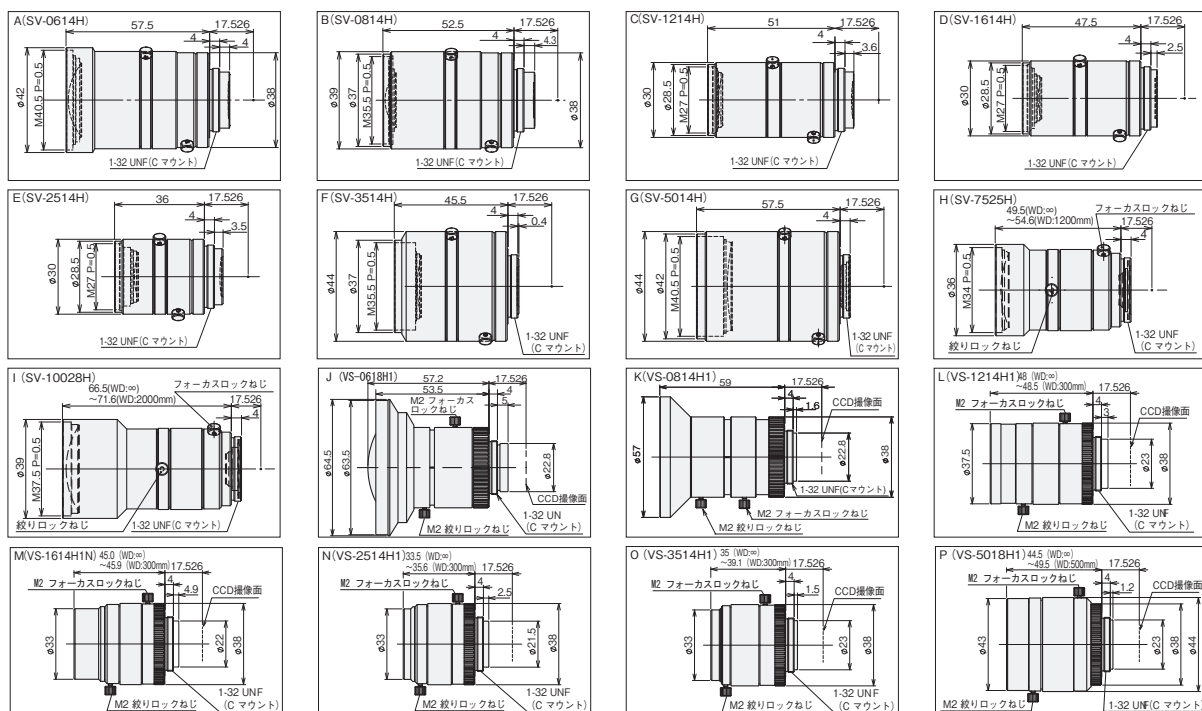 A(SV-0614H)
57.5
17.526
4
4
ø42
M40.5 P=0.5
ø38
1-32 UNF(C マウント)
B(SV-0814H)
52.5
17.526
4
4.3
ø39
ø37
M35.5 P=0.5
ø38
1-32 UNF(C マウント)
C(SV-1214H)
51
17.526
4
3.6
ø30
ø28.5
M27 P=0.5
1-32 UNF(C マウント)
D(SV-1614H)
47.5
17.526
4
2.5
ø30
ø28.5
M27 P=0.5
1-32 UNF(C マウント)
E(SV-2514H)
36
17.526
4
3.5
ø30
ø28.5
M27 P=0.5
1-32 UNF(C マウント)
F(SV-3514H)
45.5
17.526
4
0.4
ø44
ø37
M35.5 P=0.5
1-32 UNF
(C マウント)
G(SV-5014H)
57.5
17.526
4
ø44
ø42
M40.5 P=0.5
1-32 UNF
(C マウント)
H(SV-7525H)
49.5(WD:∞)
～54.6(WD:1200mm)
フォーカスロックねじ
17.526
4
ø36
M34 P=0.5
絞りロックねじ
1-32 UNF
(C マウント)
I (SV-10028H)
66.5(WD:∞)
～71.6(WD:2000mm)
フォーカスロックねじ
17.526
4
ø39
M37.5 P=0.5
絞りロックねじ
1-32 UNF(C マウント)
J (VS-0618H1)
57.2
17.526
53.5
4
5
M2 フォーカス
ロックねじ
ø64.5
ø63.5
ø22.8
CCD撮像面
1-32 UN
(C マウント)
M2 絞りロックねじ
K(VS-0814H1)
59
17.526
4
1.6
CCD撮像面
ø57
ø22.8
ø38
1-32 UNF(Cマウント)
M2 フォーカスロックねじ
M2 絞りロックねじ
L(VS-1214H1)
48 (WD:∞)
～48.5 (WD:300mm)
17.526
M2 フォーカスロックねじ
4
3
CCD撮像面
ø37.5
ø23
ø38
1-32 UNF
(C マウント)
M2 絞りロックねじ
M(VS-1614H1N)
45.0 (WD:∞)
～45.9 (WD:300mm)
17.526
M2 フォーカスロックねじ
4
4.9
CCD撮像面
ø33
ø22
ø38
1-32 UNF
(C マウント)
M2 絞りロックねじ
N(VS-2514H1)
33.5 (WD:∞)
～35.6 (WD:300mm)
17.526
M2 フォーカスロックねじ
4
2.5
CCD撮像面
ø33
ø21.5
ø38
1-32 UNF
(C マウント)
M2 絞りロックねじ
O (VS-3514H1)
35 (WD:∞)
～39.1 (WD:300mm)
17.526
M2 フォーカスロックねじ
4
1.5
CCD撮像面
ø33
ø23
ø38
1-32 UNF
(C マウント)
M2 絞りロックねじ
P (VS-5018H1)
44.5 (WD:∞)
～49.5 (WD:500mm)
17.526
M2 フォーカスロックねじ
4
1.2
CCD撮像面
ø43
ø23
ø38
ø44
M2 絞りロックねじ
1-32 UNF(C マウント)